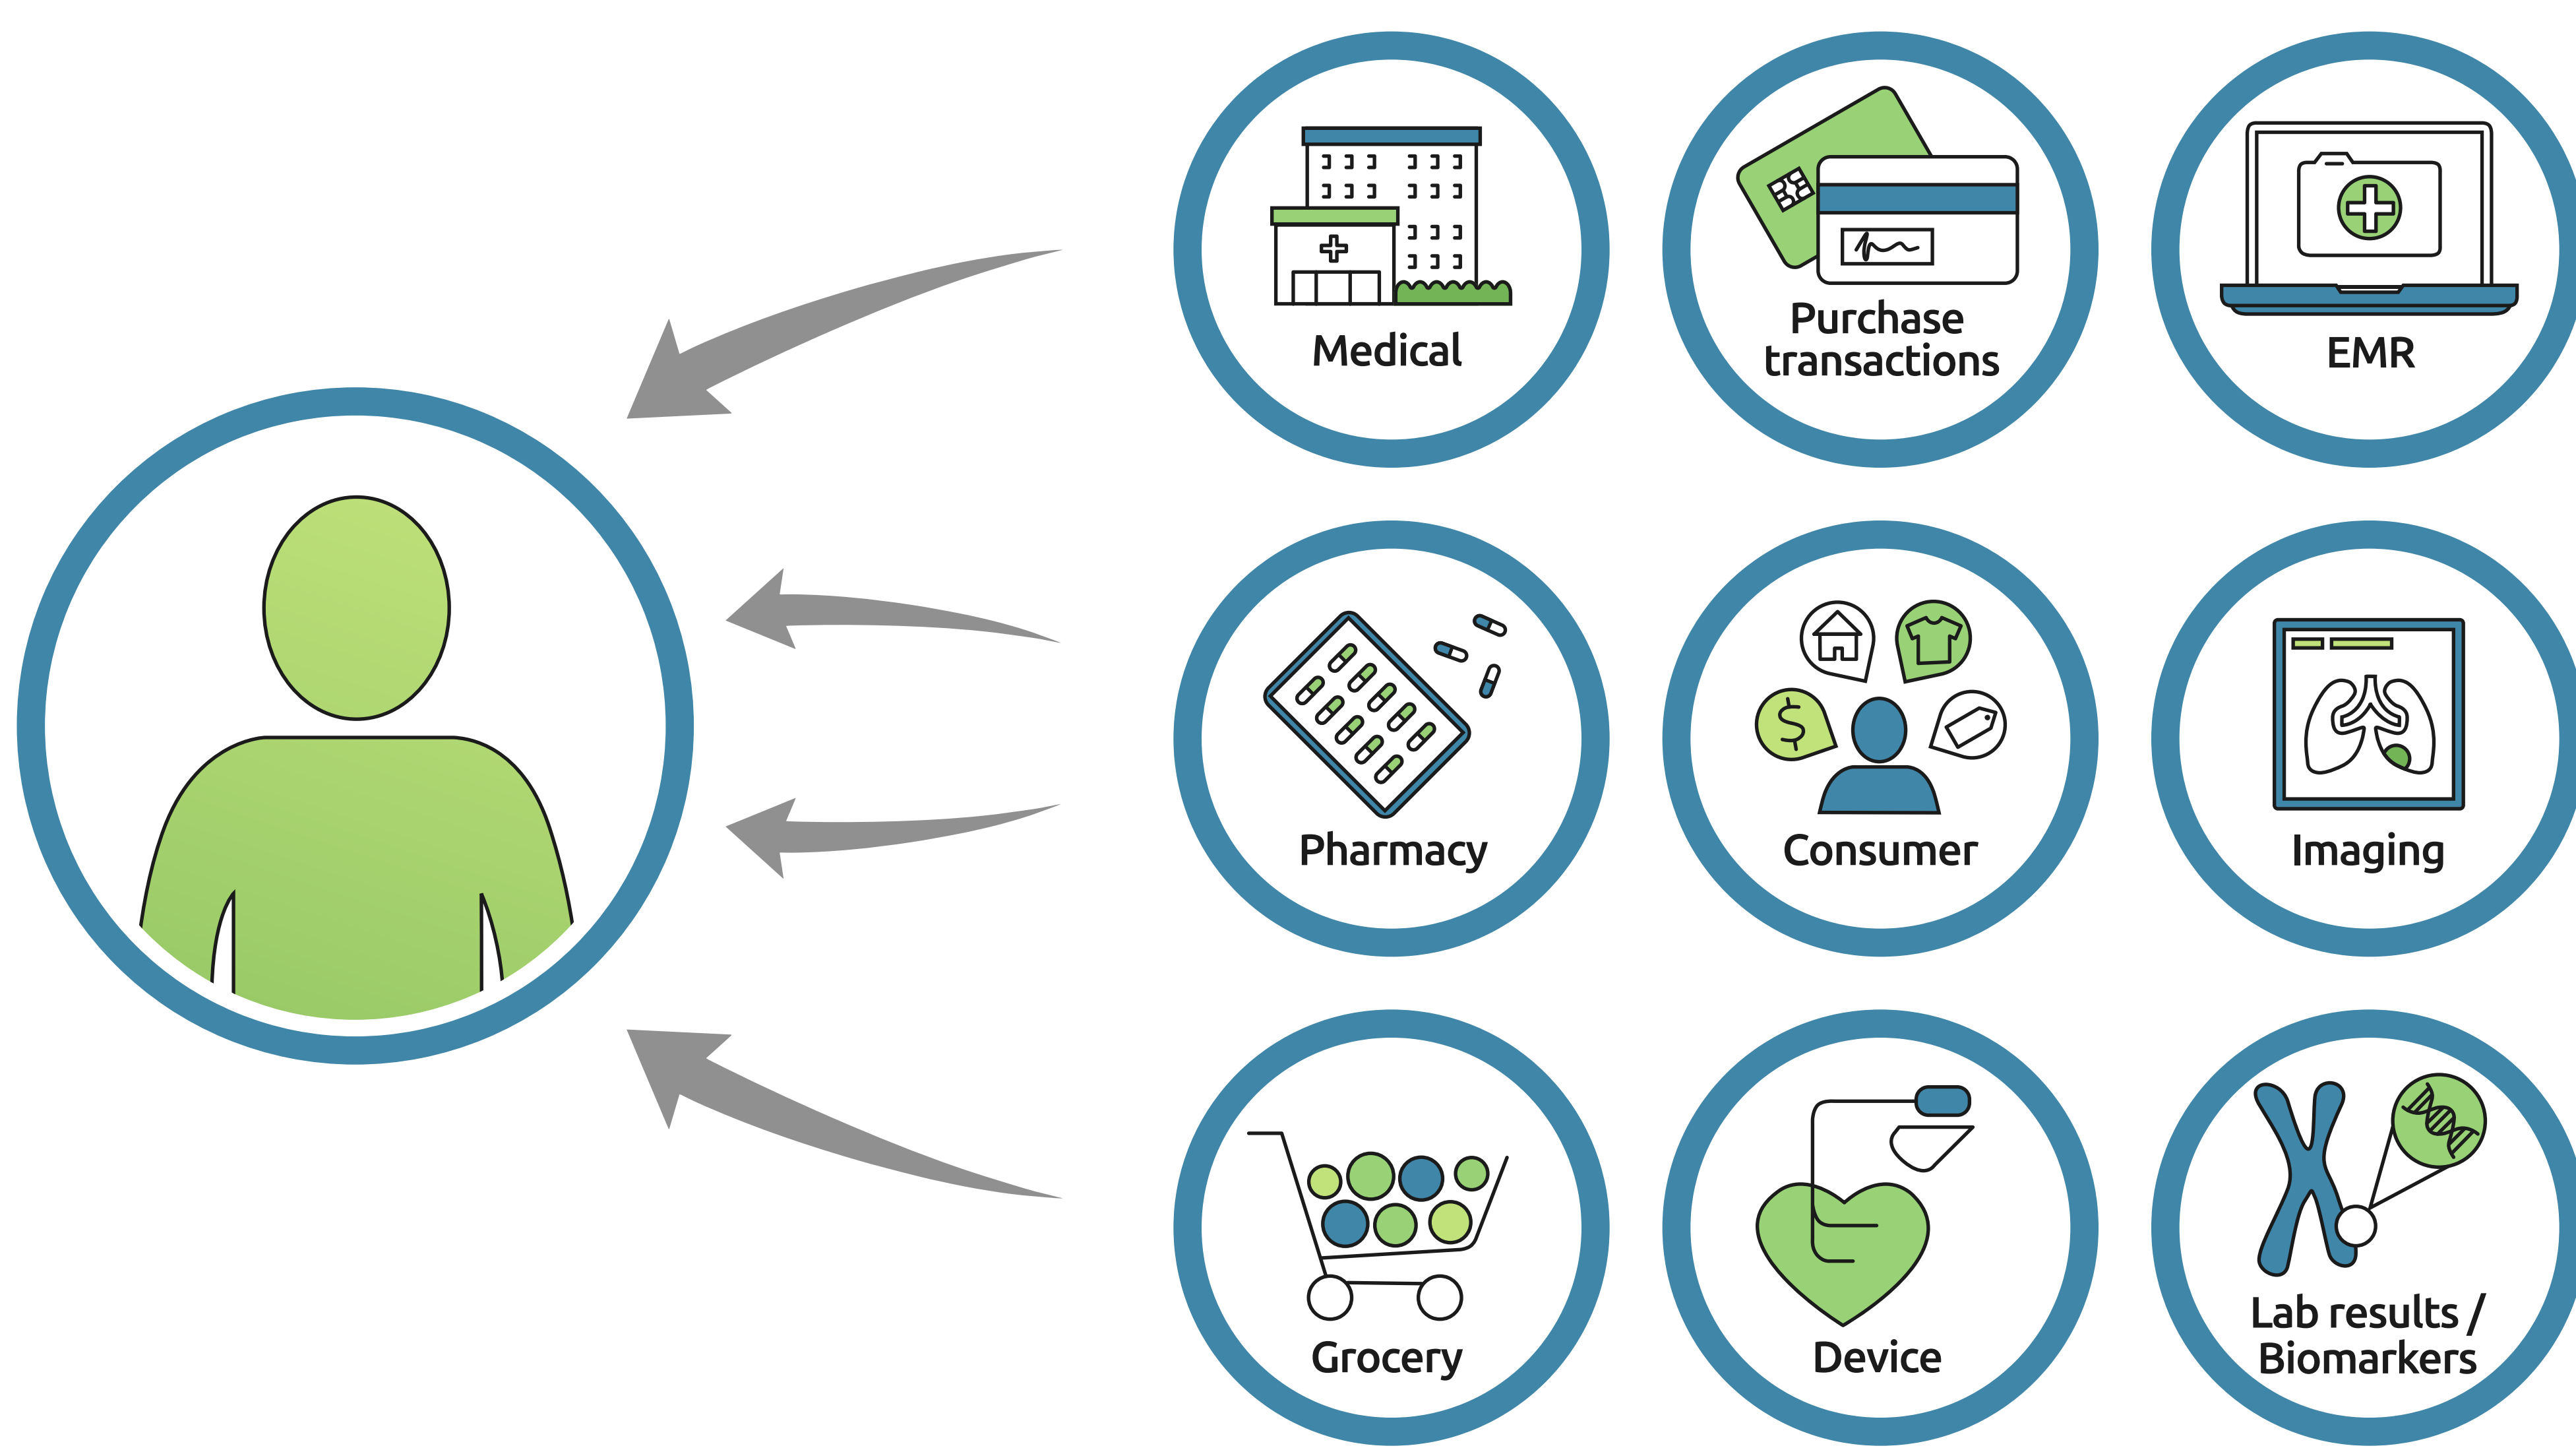 Medical
Purchase
transactions
EMR
Pharmacy
Consumer
Imaging
Grocery
Device
Lab results /
Biomarkers